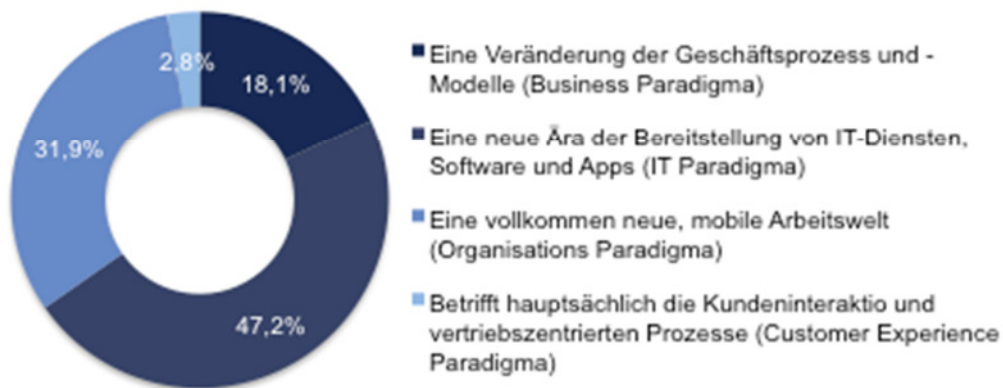 2,8%
18,1%
31,9%
47,2%
Eine Veränderung der Geschäftsprozess und -
Modelle (Business Paradigma)
Eine neue Ära der Bereitstellung von IT-Diensten,
Software und Apps (IT Paradigma)
Eine vollkommen neue, mobile Arbeitswelt
(Organisations Paradigma)
Betrifft hauptsächlich die Kundeninteraktio und
vertriebszentrierten Prozesse (Customer Experience
Paradigma)